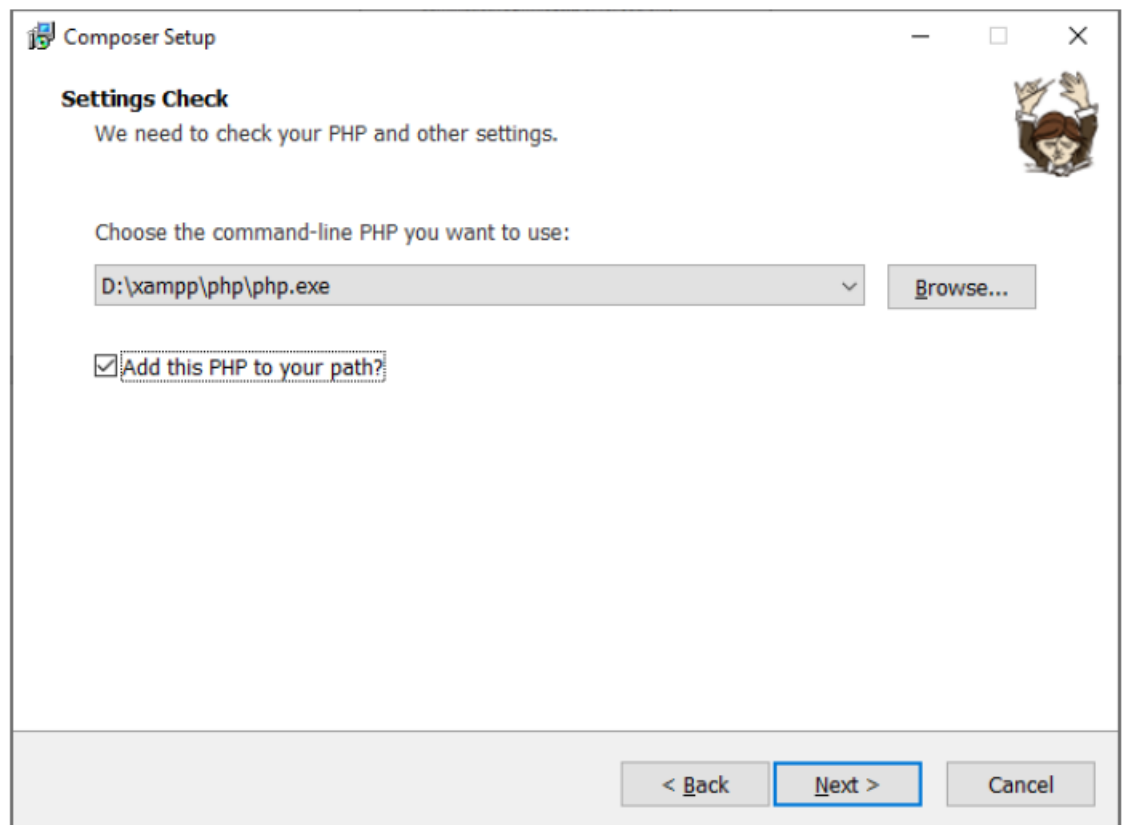 Composer Setup
Settings Check
We need to check your PHP and other settings.
Choose the command-line PHP you want to use:
D:\xampp\php\php.exe
Browse...
Add this PHP to your path?
< Back
Next >
Cancel